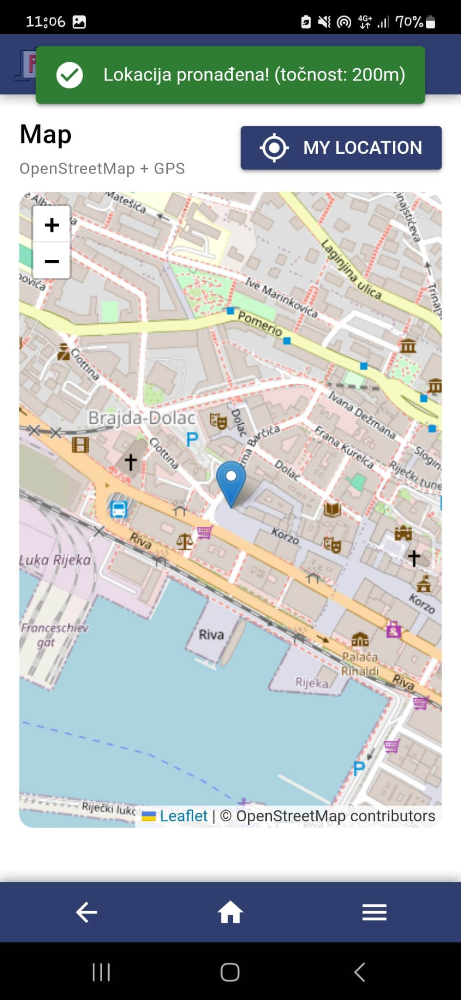 11:06
4G+
70%
Lokacija pronađena! (točnost: 200m)
Map
MY LOCATION
OpenStreetMap + GPS
Matešića
Laginjina ulica
Ive Marinkovića
Pomerio
Ciottina
Ivana Dežmana
Brajda-Dolac
Dolac
P
Barčića
Frana Kurelca
Ciottina
Dolac
Slogin
Riječki tune
Korzo
Riva
Luka Rijeka
Korzo
Franceschiev
gat
Riva
Palača
Rinaldi
Rijeka
Riva
P
Riječki luko
Leaflet | © OpenStreetMap contributors